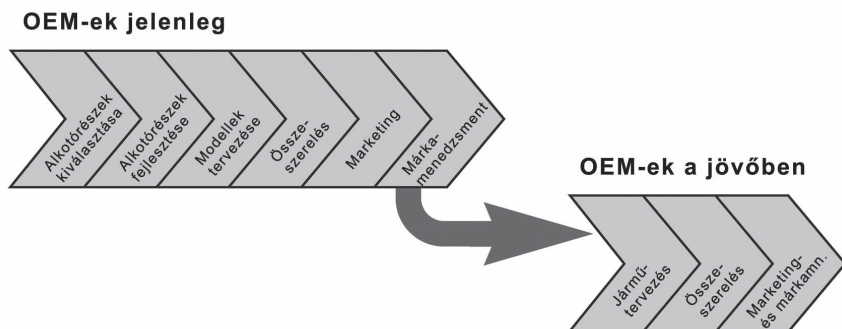 OEM-ek jelenleg
Alkotórészek
kiválasztása
Alkotórészek
fejlesztése
Modellek
tervezése
Össze-
szerelés
Marketing
Márka-
menedzsment
OEM-ek a jövőben
Jármű-
tervezés
Össze-
szerelés
Marketing-
és márkamn.